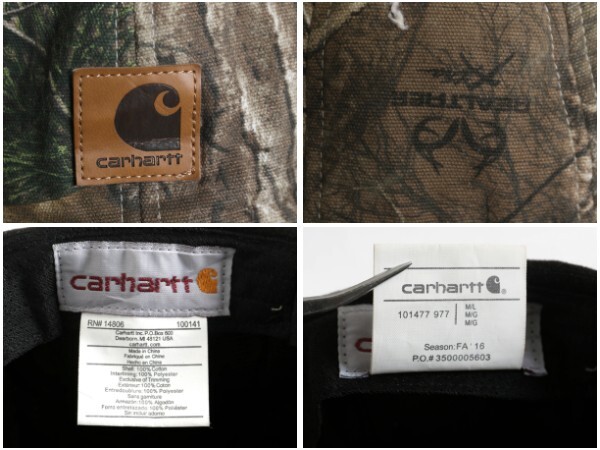 carhartt
REALTREE
Xtra
carhartt
RN# 14806 100141
Carhartt Inc. P.O.Box 600
Dearborn, MI 48121 USA
carhartt.com
Made in China
Fabriqué en Chine
Hecho en China
Shell: 100% Cotton
Interlining: 100% Polyester
Exclusive of Trimming
Extérieur: 100% Coton
Entredoublure: 100% Polyester
Sans garniture
Armazón: 100% Algodón
Forro entretelado: 100% Poliéster
Sin incluir adorno
carhartt
101477 977
M/L
M/G
M/G
Season:FA ' 16
P.O.# 3500005603